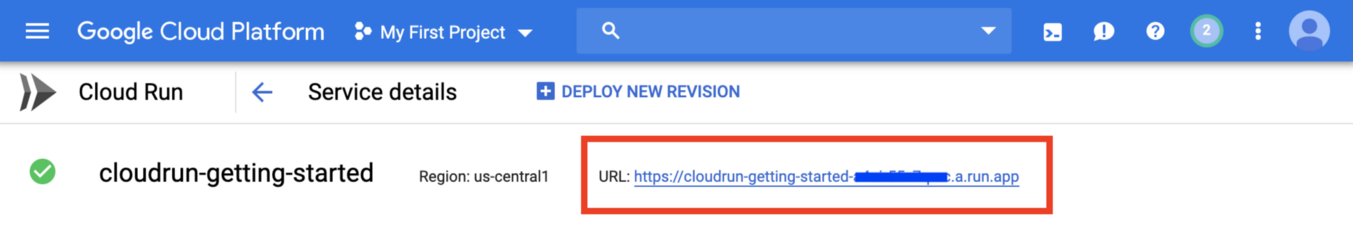 Google Cloud Platform My First Project 2
Cloud Run Service details DEPLOY NEW REVISION
cloudrun-getting-started Region: us-central1 URL: https://cloudrun-getting-started- .a.run.app